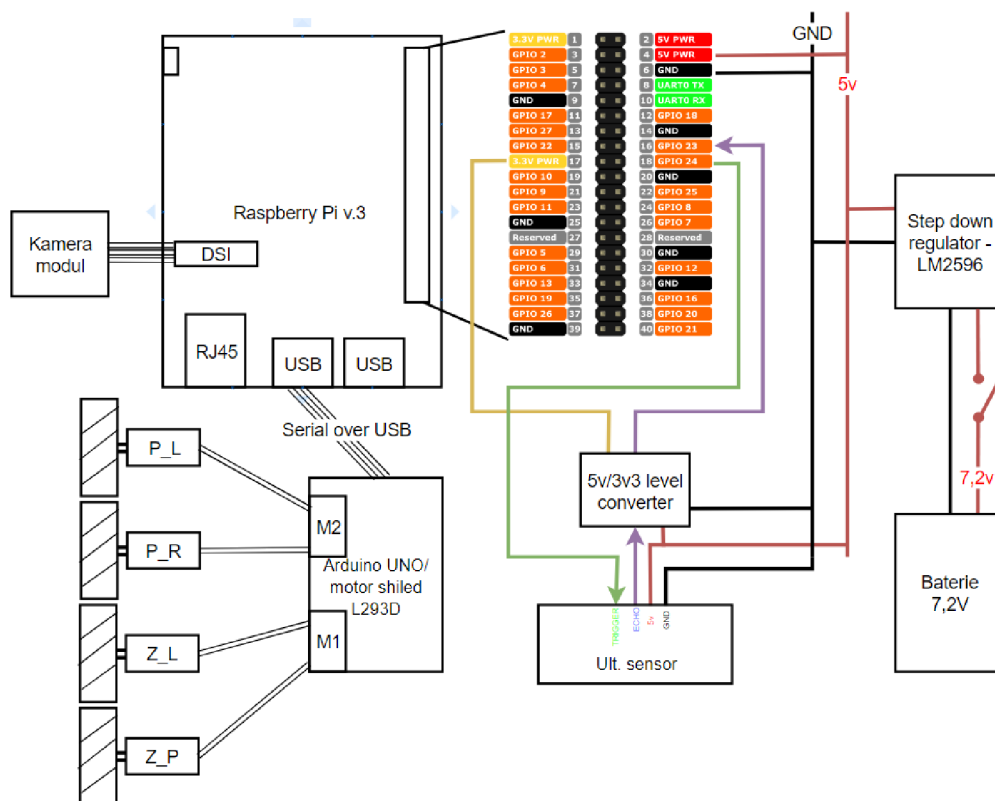 GND
5v
3.3V PWR 1 2 5V PWR
GPIO 2 3 4 5V PWR
GPIO 3 5 6 GND
GPIO 4 7 8 UART0 TX
GND 9 10 UART0 RX
GPIO 17 11 12 GPIO 18
GPIO 27 13 14 GND
GPIO 22 15 16 GPIO 23
3.3V PWR 17 18 GPIO 24
GPIO 10 19 20 GND
GPIO 9 21 22 GPIO 25
GPIO 11 23 24 GPIO 8
GND 25 26 GPIO 7
Reserved 27 28 Reserved
GPIO 5 29 30 GND
GPIO 6 31 32 GPIO 12
GPIO 13 33 34 GND
GPIO 19 35 36 GPIO 16
GPIO 26 37 38 GPIO 20
GND 39 40 GPIO 21
Raspberry Pi v.3
Kamera
modul
DSI
RJ45
USB
USB
Serial over USB
Step down
regulator -
LM2596
7,2v
Baterie
7,2V
5v/3v3 level
converter
P_L
P_R
Z_L
Z_P
M2
Arduino UNO/
motor shiled
L293D
M1
TRIGGER
ECHO
5v
GND
Ult. sensor